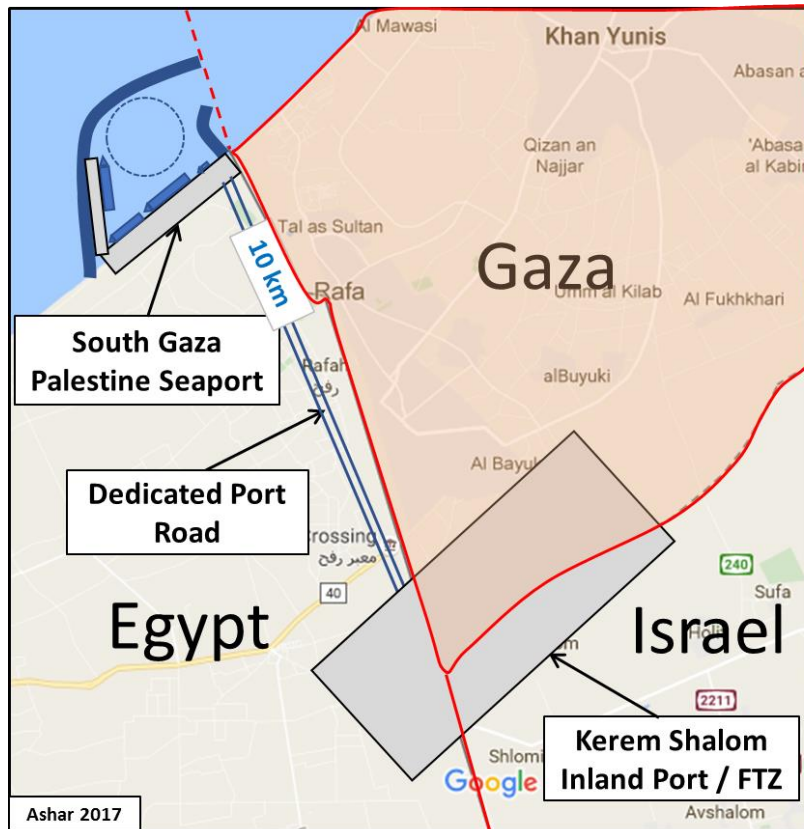 Al Mawasi
Khan Yunis
Abasan a
Qizan an
Najjar
'Abasa
al Kabir
Tal as Sultan
Gaza
10 km
Rafa
Umm al Kilab
Al Fukhkhari
South Gaza
Palestine Seaport
Rafah
رفح
alBuyuki
Al Bayuk
Dedicated Port
Road
Crossing
معبر رفح
240
Sufa
40
Egypt
Israel
Holi
m
2211
Kerem Shalom
Inland Port / FTZ
Shlomi
Google
Avshalom
Ashar 2017